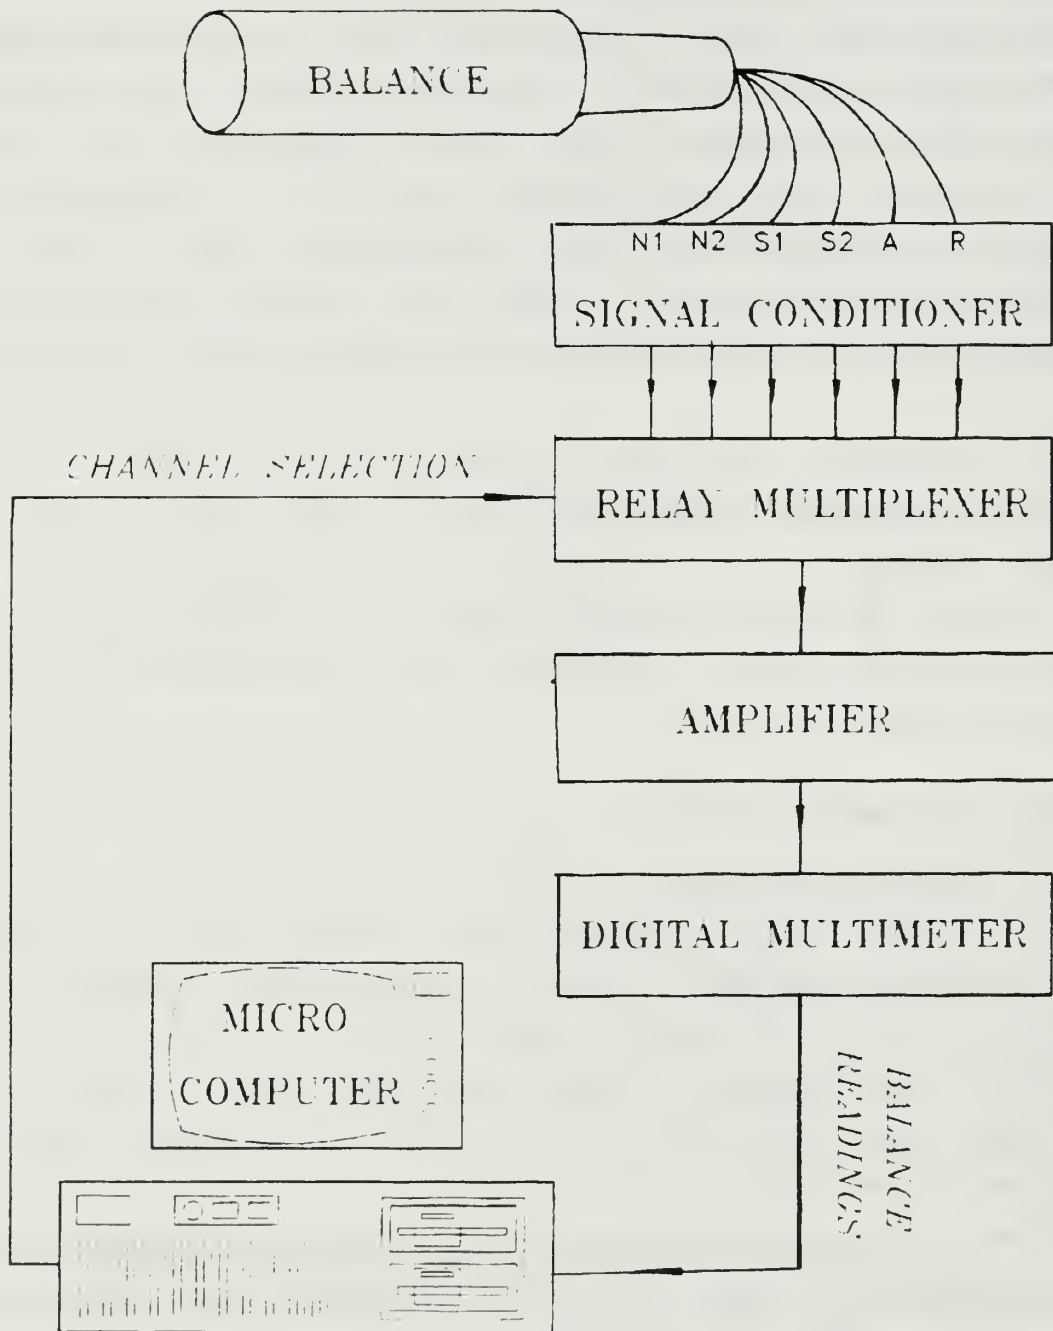 BALANCE
N1 N2 S1 S2 A R
SIGNAL CONDITIONER
CHANNEL SELECTION
RELAY MULTIPLEXER
AMPLIFIER
DIGITAL MULTIMETER
MICRO
COMPUTER
BALANCE
READINGS